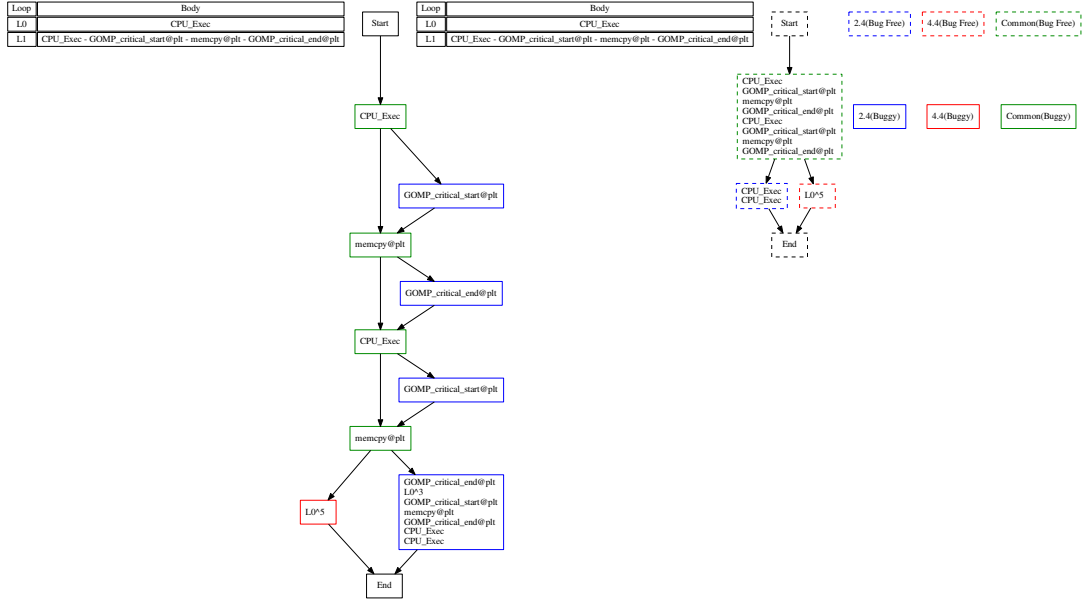 Loop Body
L0 CPU_Exec
L1 CPU_Exec - GOMP_critical_start@plt - memcpy@plt - GOMP_critical_end@plt
Start
CPU_Exec
GOMP_critical_start@plt
memcpy@plt
GOMP_critical_end@plt
CPU_Exec
GOMP_critical_start@plt
memcpy@plt
L0^5
GOMP_critical_end@plt
L0^3
GOMP_critical_start@plt
memcpy@plt
GOMP_critical_end@plt
CPU_Exec
CPU_Exec
End
Loop Body
L0 CPU_Exec
L1 CPU_Exec - GOMP_critical_start@plt - memcpy@plt - GOMP_critical_end@plt
Start
CPU_Exec
GOMP_critical_start@plt
memcpy@plt
GOMP_critical_end@plt
CPU_Exec
GOMP_critical_start@plt
memcpy@plt
GOMP_critical_end@plt
CPU_Exec
CPU_Exec
L0^5
End
2.4(Bug Free)
4.4(Bug Free)
Common(Bug Free)
2.4(Buggy)
4.4(Buggy)
Common(Buggy)